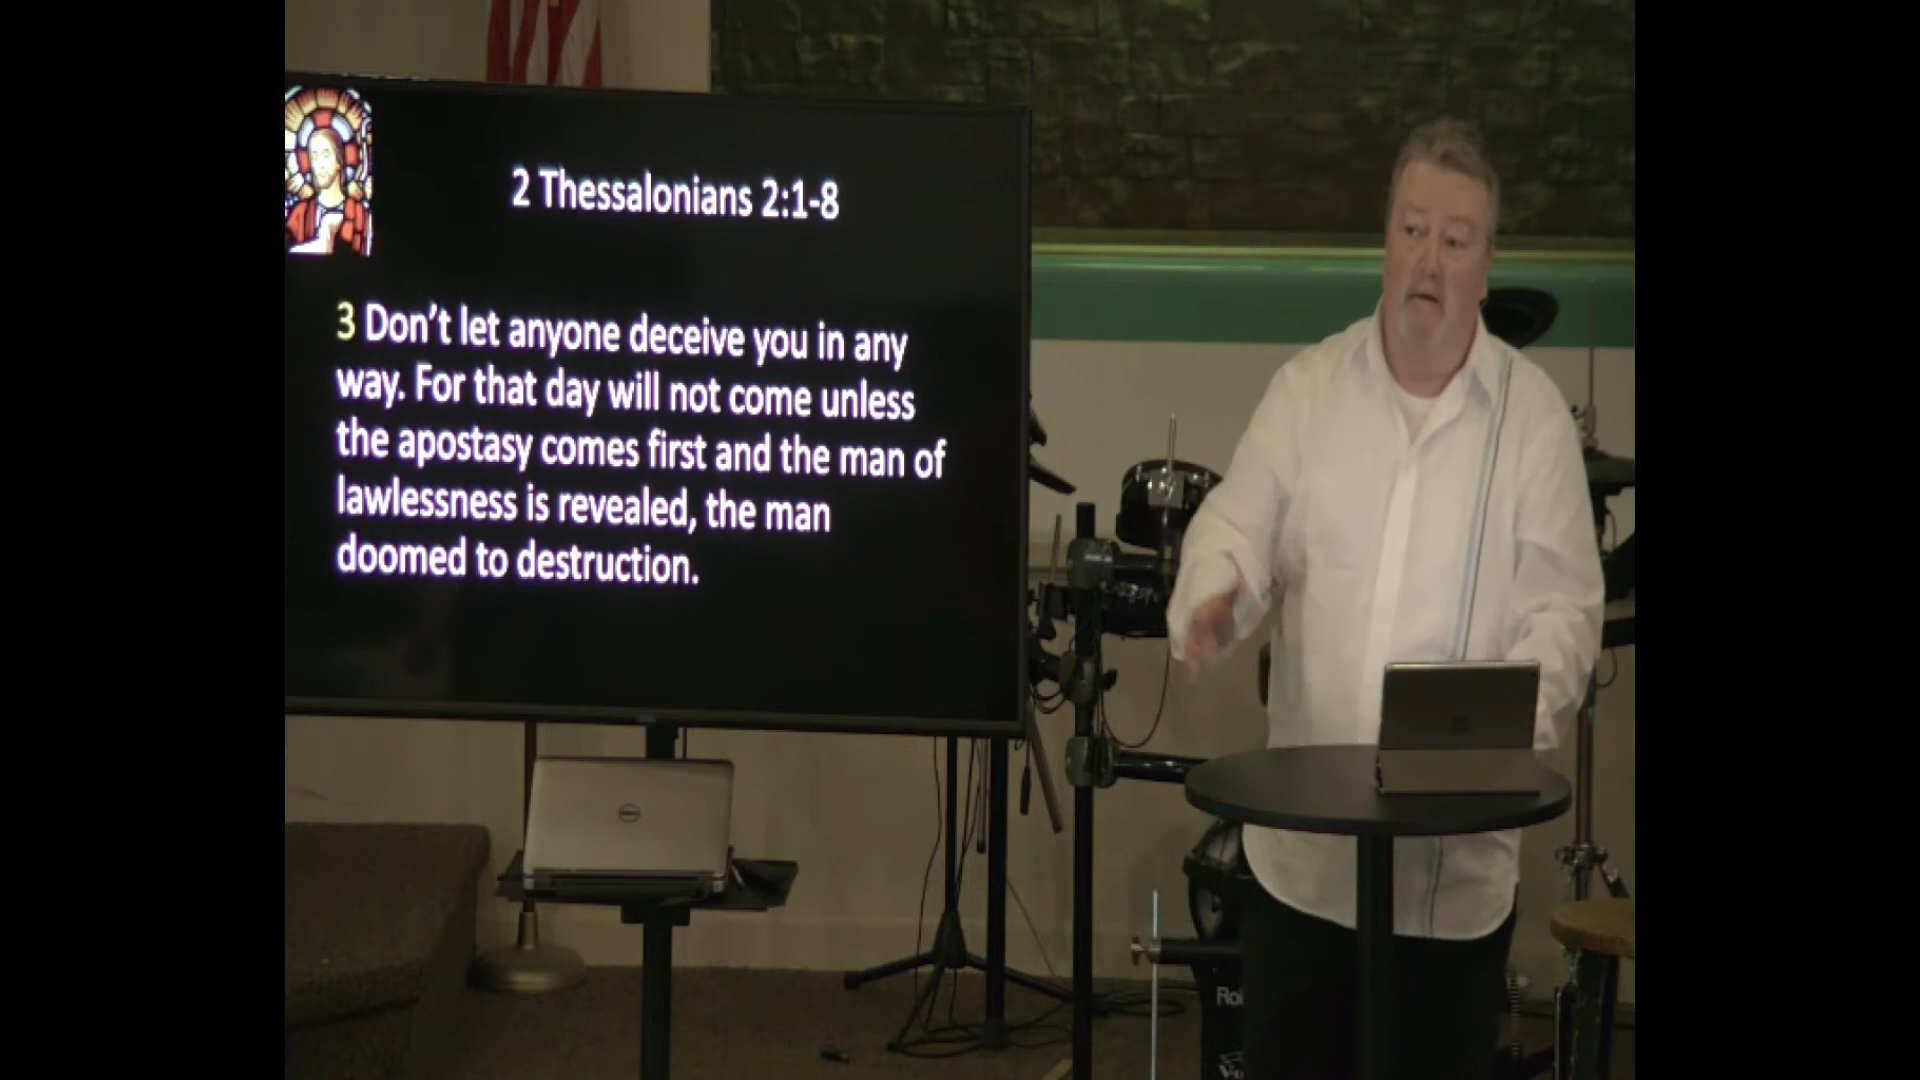 2 Thessalonians 2:1-8
3 Don’t let anyone deceive you in any
way. For that day will not come unless
the apostasy comes first and the man of
lawlessness is revealed, the man
doomed to destruction.
DELL